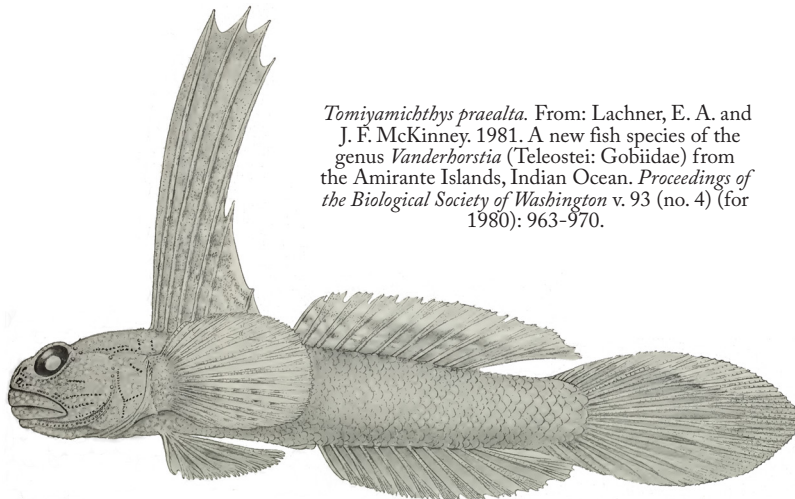 Tomiyamichthys praealta. From: Lachner, E. A. and
J. F. McKinney. 1981. A new fish species of the
genus Vanderhorstia (Teleostei: Gobiidae) from
the Amirante Islands, Indian Ocean. Proceedings of
the Biological Society of Washington v. 93 (no. 4) (for
1980): 963-970.